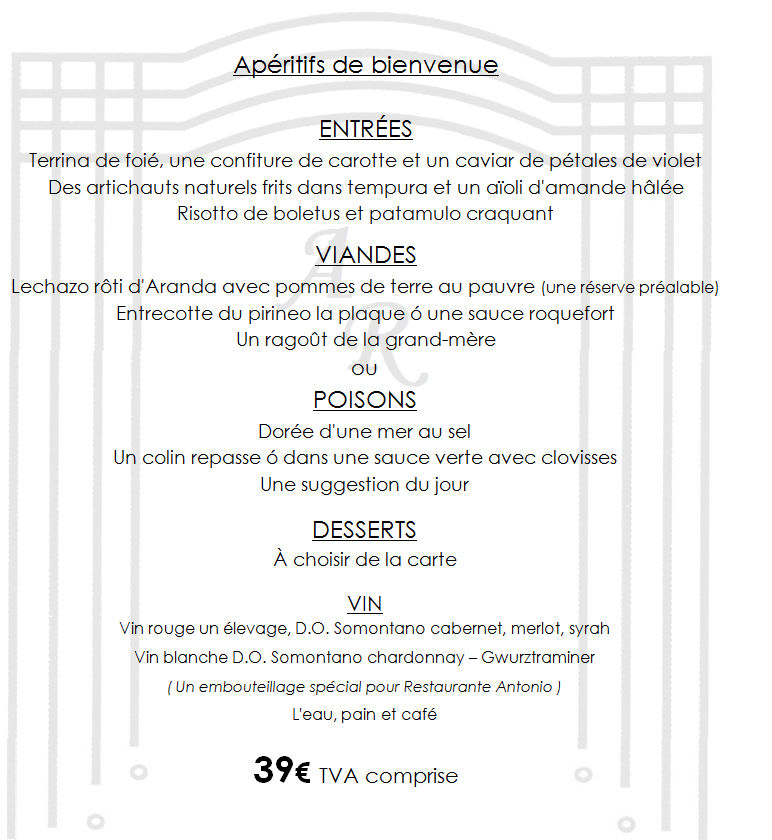 Apéritifs de bienvenue
ENTRÉES
Terrina de foié, une confiture de carotte et un caviar de pétales de violet
Des artichauts naturels frits dans tempura et un aïoli d'amande hâlée
Risotto de boletus et patamulo craquant
VIANDES
Lechazo rôti d'Aranda avec pommes de terre au pauvre (une réserve préalable)
Entrecotte du pirineo la plaque ó une sauce roquefort
Un ragoût de la grand-mère
ou
POISONS
Dorée d'une mer au sel
Un colin repasse ó dans une sauce verte avec clovisses
Une suggestion du jour
DESSERTS
À choisir de la carte
VIN
Vin rouge un élevage, D.O. Somontano cabernet, merlot, syrah
Vin blanche D.O. Somontano chardonnay – Gwurztraminer
( Un embouteillage spécial pour Restaurante Antonio )
L'eau, pain et café
39€ TVA comprise
AR